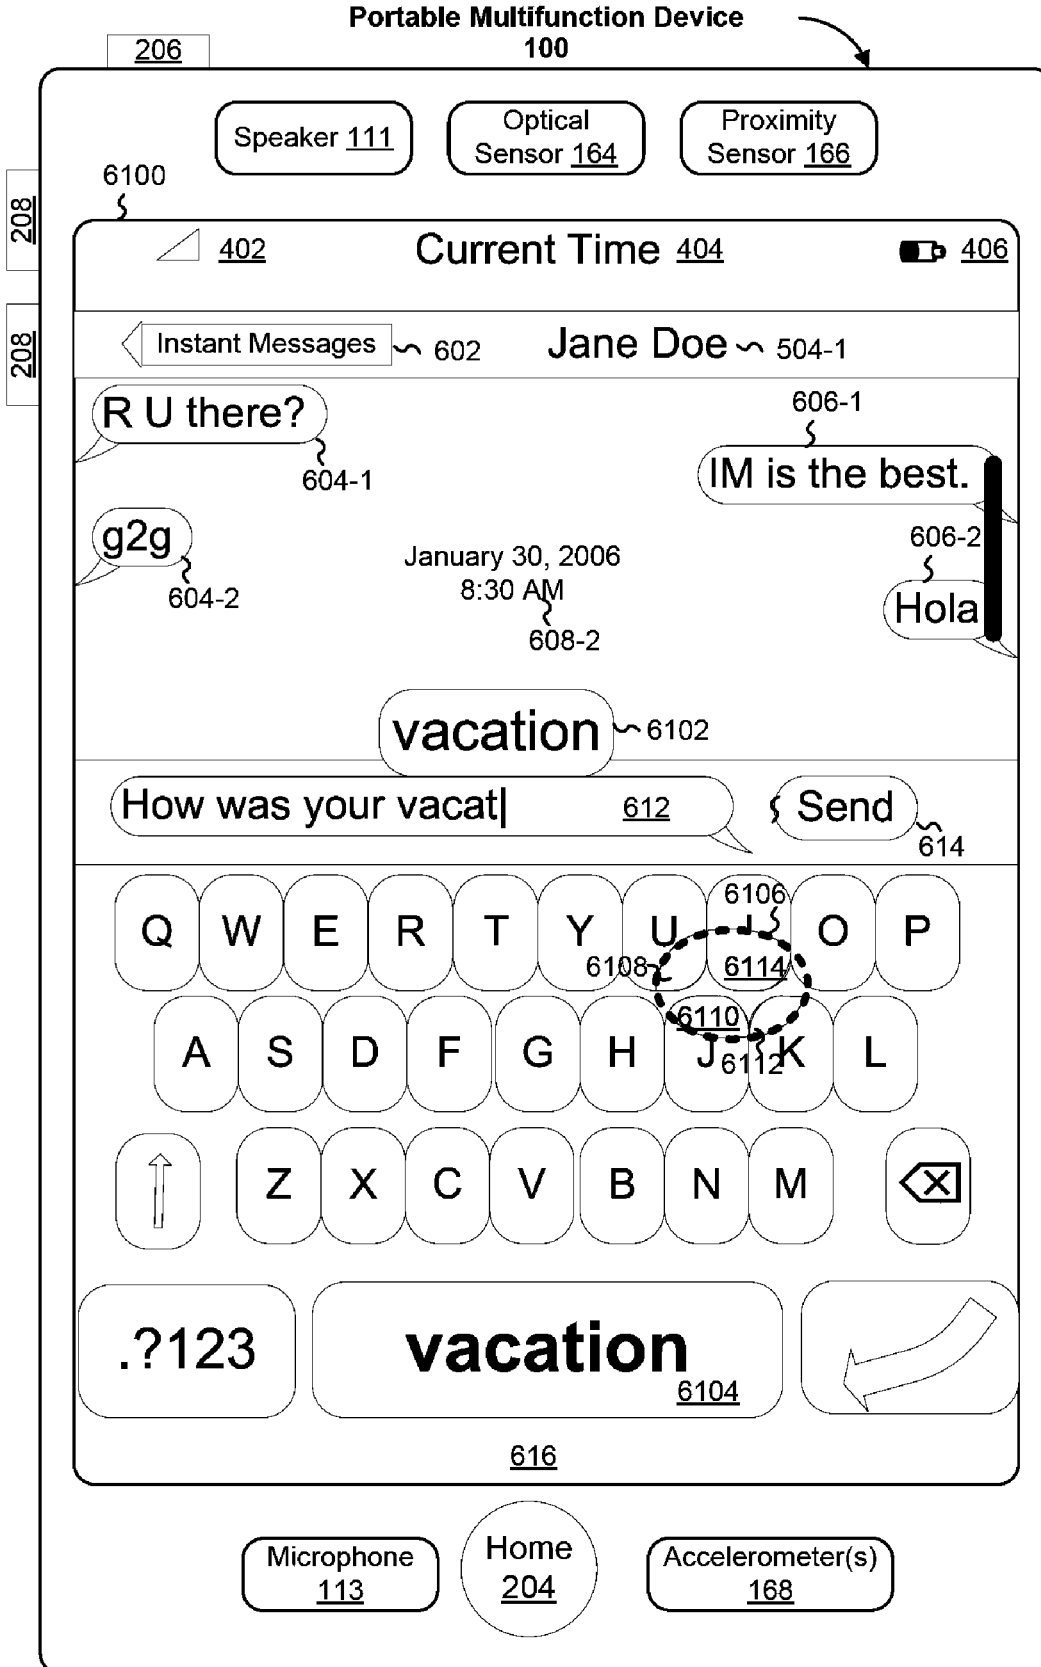 Portable Multifunction Device
100
206
Speaker 111
Optical
Sensor 164
Proximity
Sensor 166
6100
208
208
402
Current Time 404
406
Instant Messages
602
Jane Doe
504-1
R U there?
604-1
606-1
IM is the best.
g2g
604-2
January 30, 2006
8:30 AM
608-2
606-2
Hola
vacation
6102
How was your vacat
612
Send
614
6106
Q W E R T Y U I O P
6108
6114
6110
A S D F G H J K L
6112
Z X C V B N M
.?123
vacation
6104
616
Microphone
113
Home
204
Accelerometer(s)
168